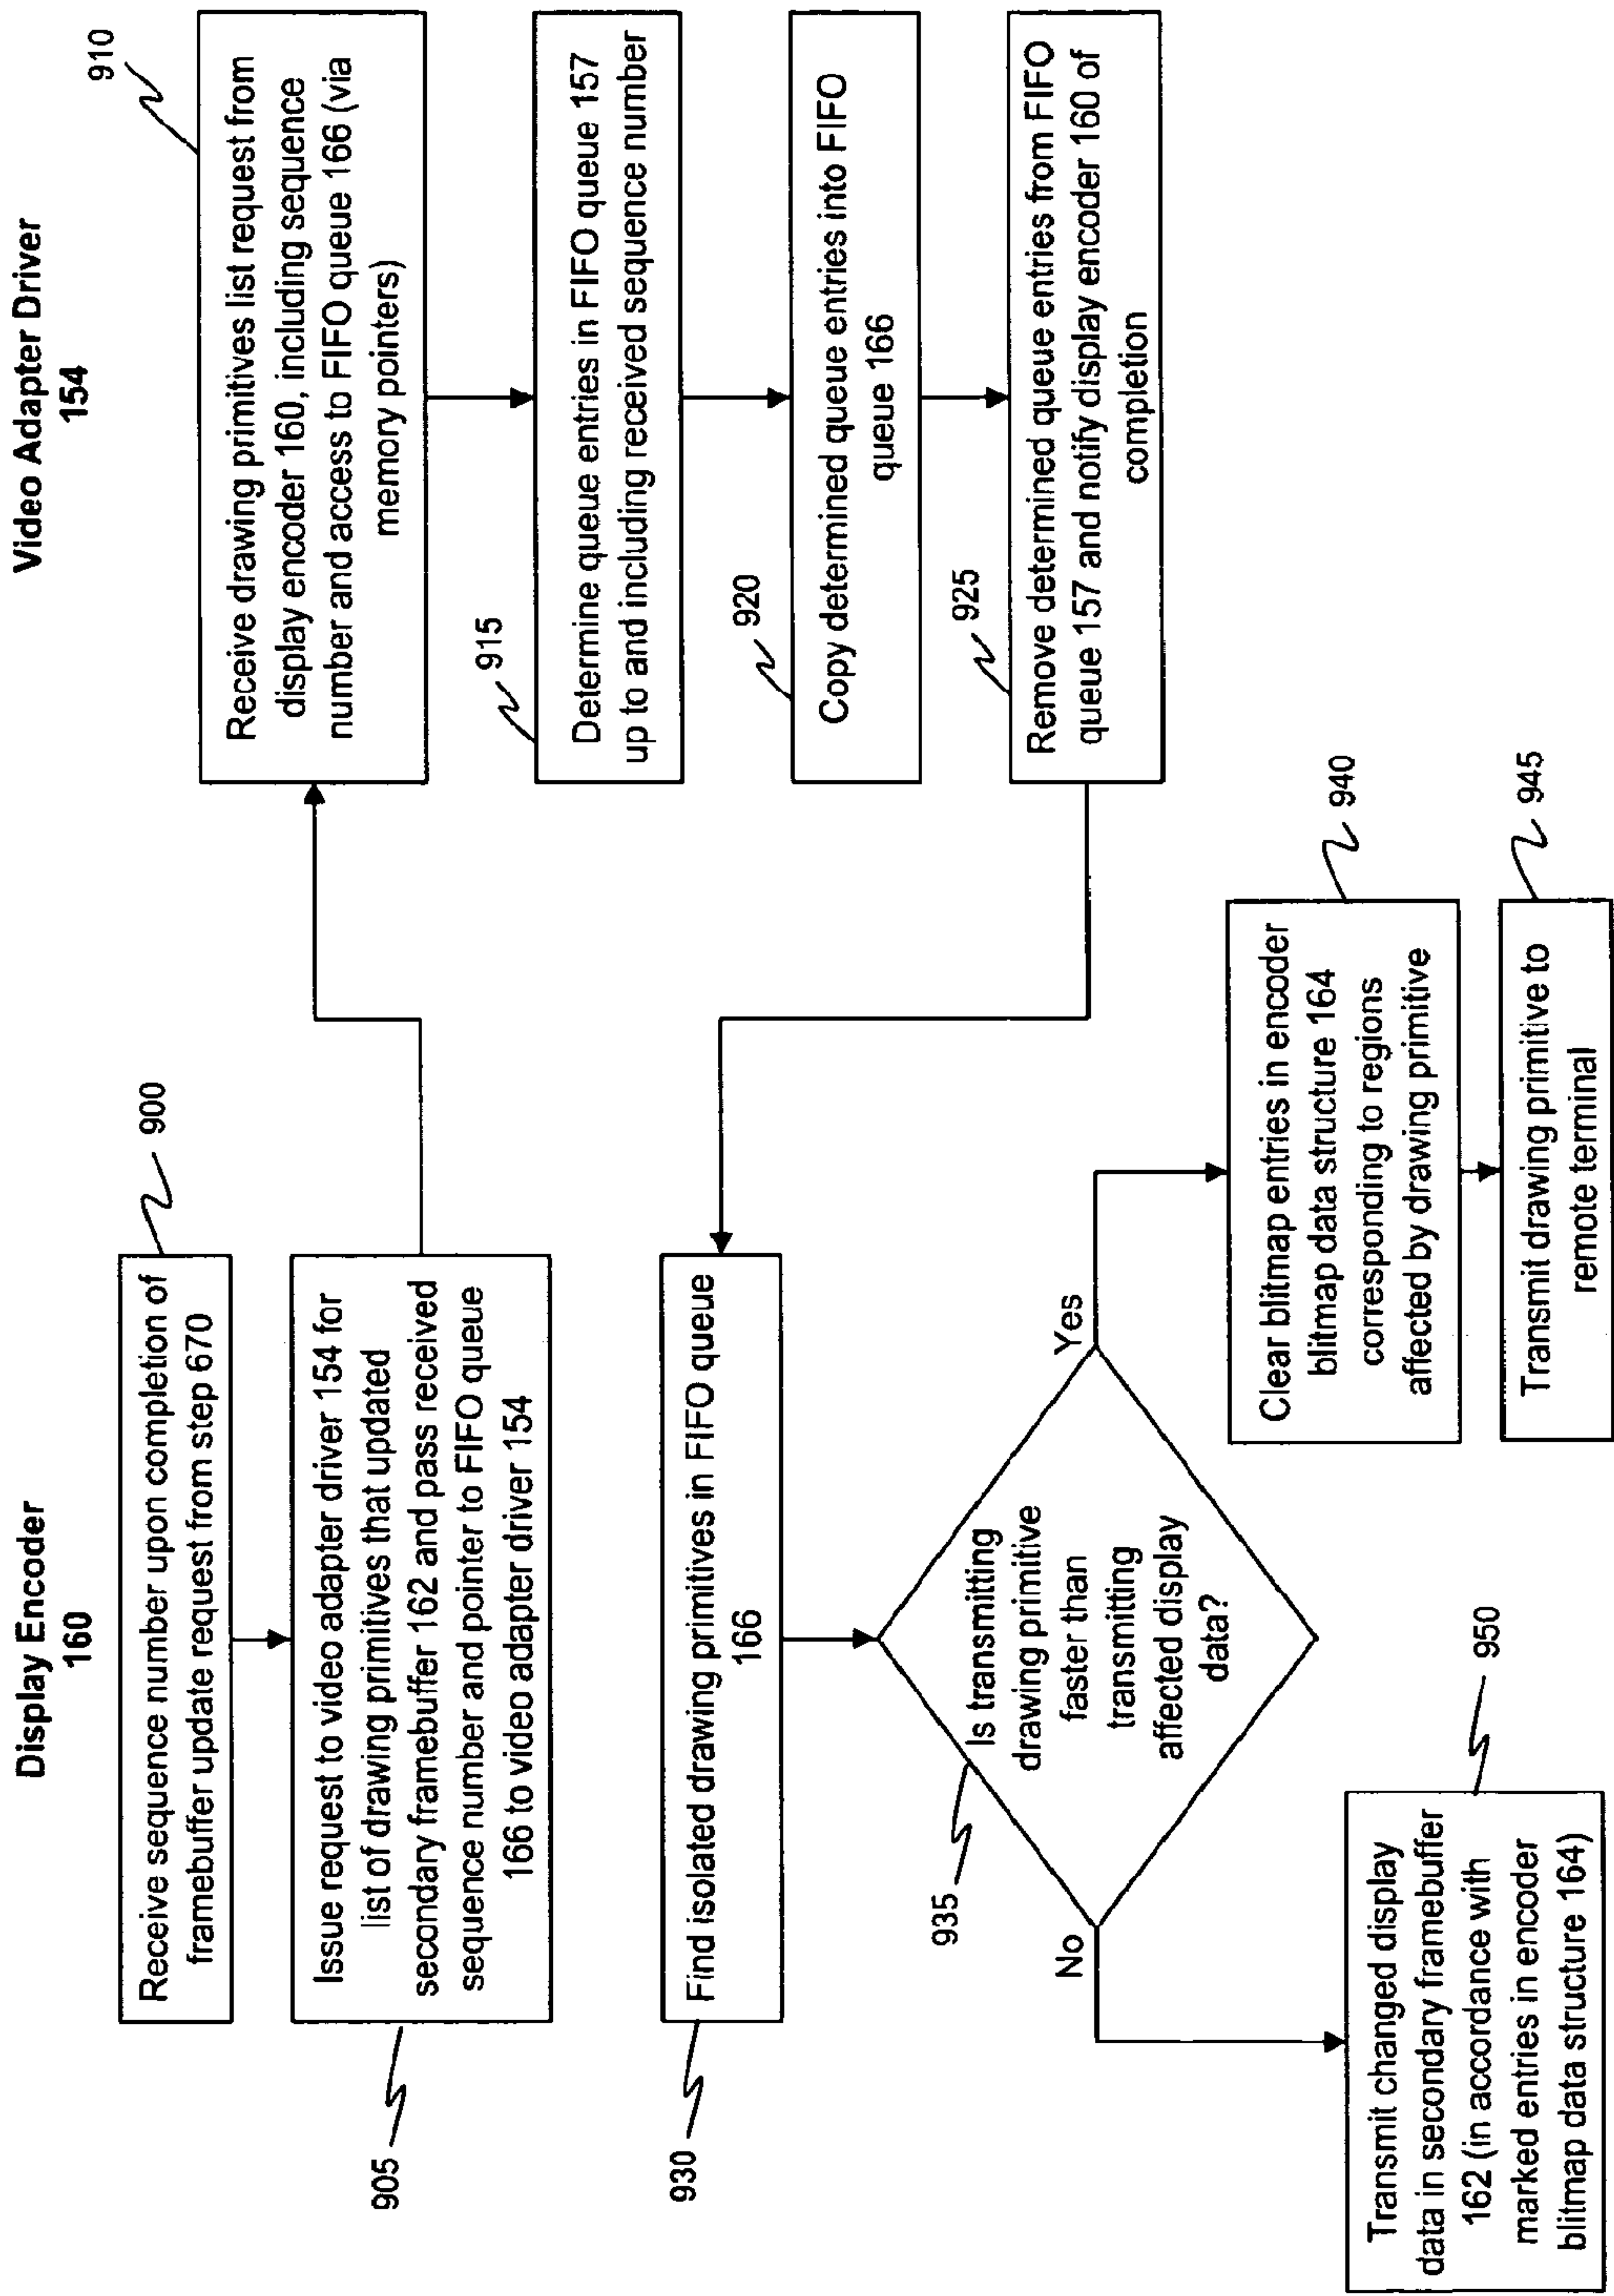 Display Encoder
160
Video Adapter Driver
154
900
Receive sequence number upon completion of
framebuffer update request from step 670
905
Issue request to video adapter driver 154 for
list of drawing primitives that updated
secondary framebuffer 162 and pass received
sequence number and pointer to FIFO queue
166 to video adapter driver 154
910
Receive drawing primitives list request from
display encoder 160, including sequence
number and access to FIFO queue 166 (via
memory pointers)
915
Determine queue entries in FIFO queue 157
up to and including received sequence number
920
Copy determined queue entries into FIFO
queue 166
925
Remove determined queue entries from FIFO
queue 157 and notify display encoder 160 of
completion
930
Find isolated drawing primitives in FIFO queue
166
935
Is transmitting
drawing primitive
faster than
transmitting
affected display
data?
Yes
No
940
Clear blitmap entries in encoder
blitmap data structure 164
corresponding to regions
affected by drawing primitive
945
Transmit drawing primitive to
remote terminal
950
Transmit changed display
data in secondary framebuffer
162 (in accordance with
marked entries in encoder
blitmap data structure 164)